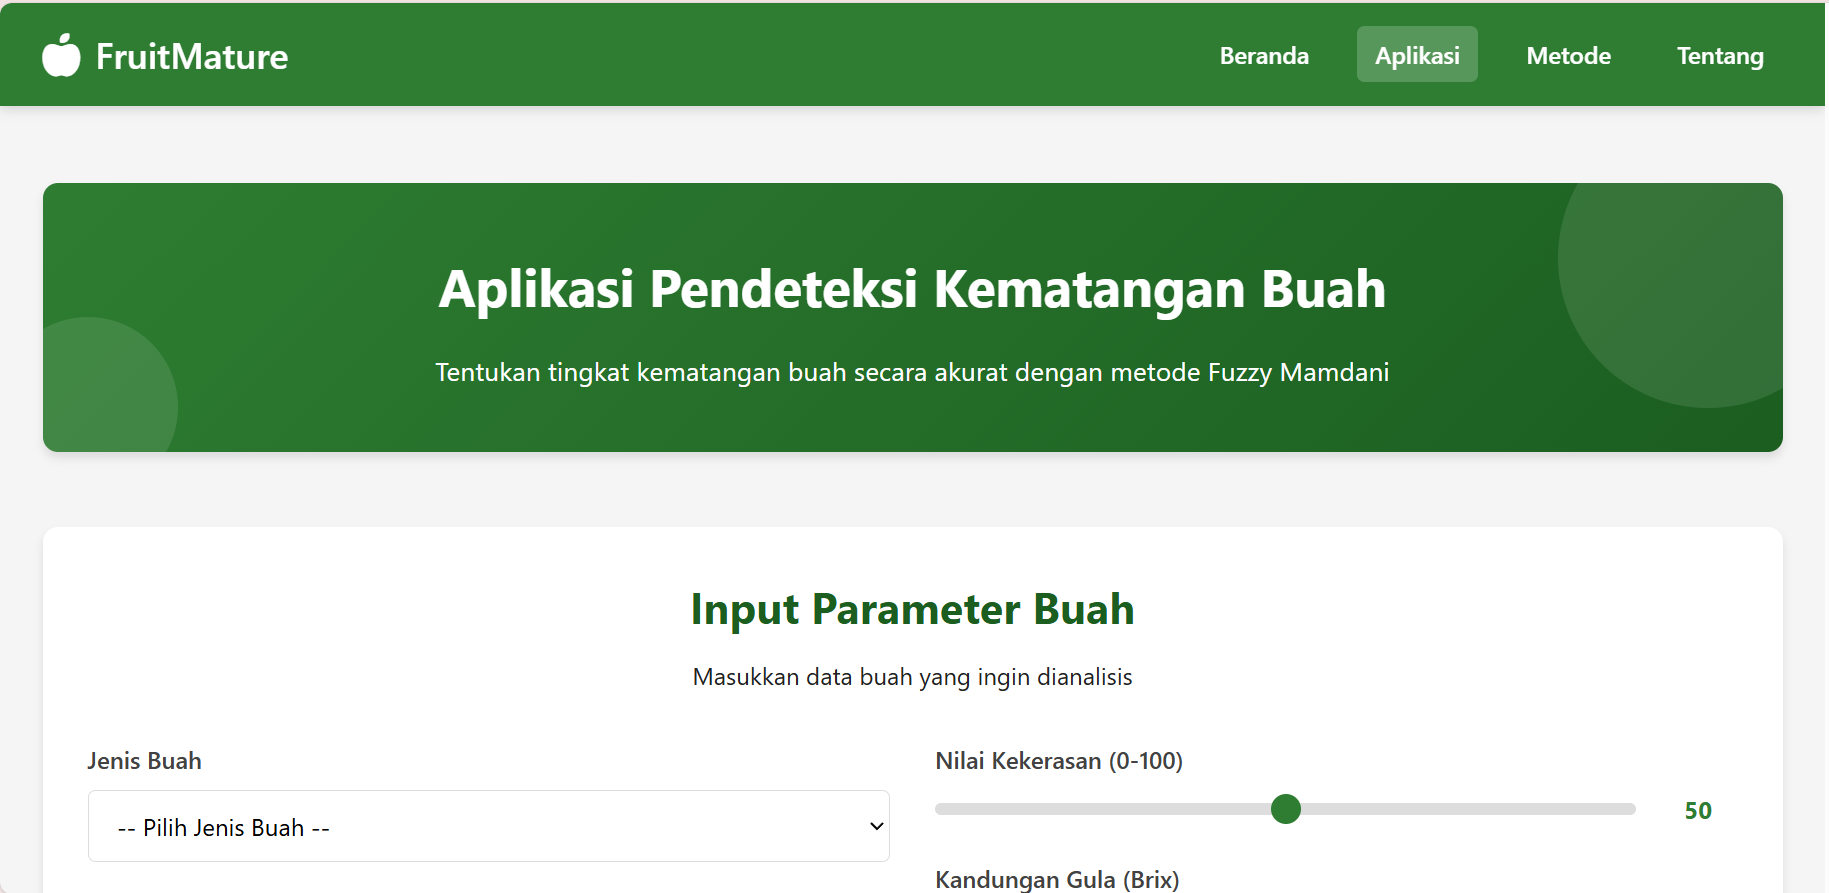 FruitMature
Beranda
Aplikasi
Metode
Tentang
Aplikasi Pendeteksi Kematangan Buah
Tentukan tingkat kematangan buah secara akurat dengan metode Fuzzy Mamdani
Input Parameter Buah
Masukkan data buah yang ingin dianalisis
Jenis Buah
-- Pilih Jenis Buah --
Nilai Kekerasan (0-100)
50
Kandungan Gula (Brix)